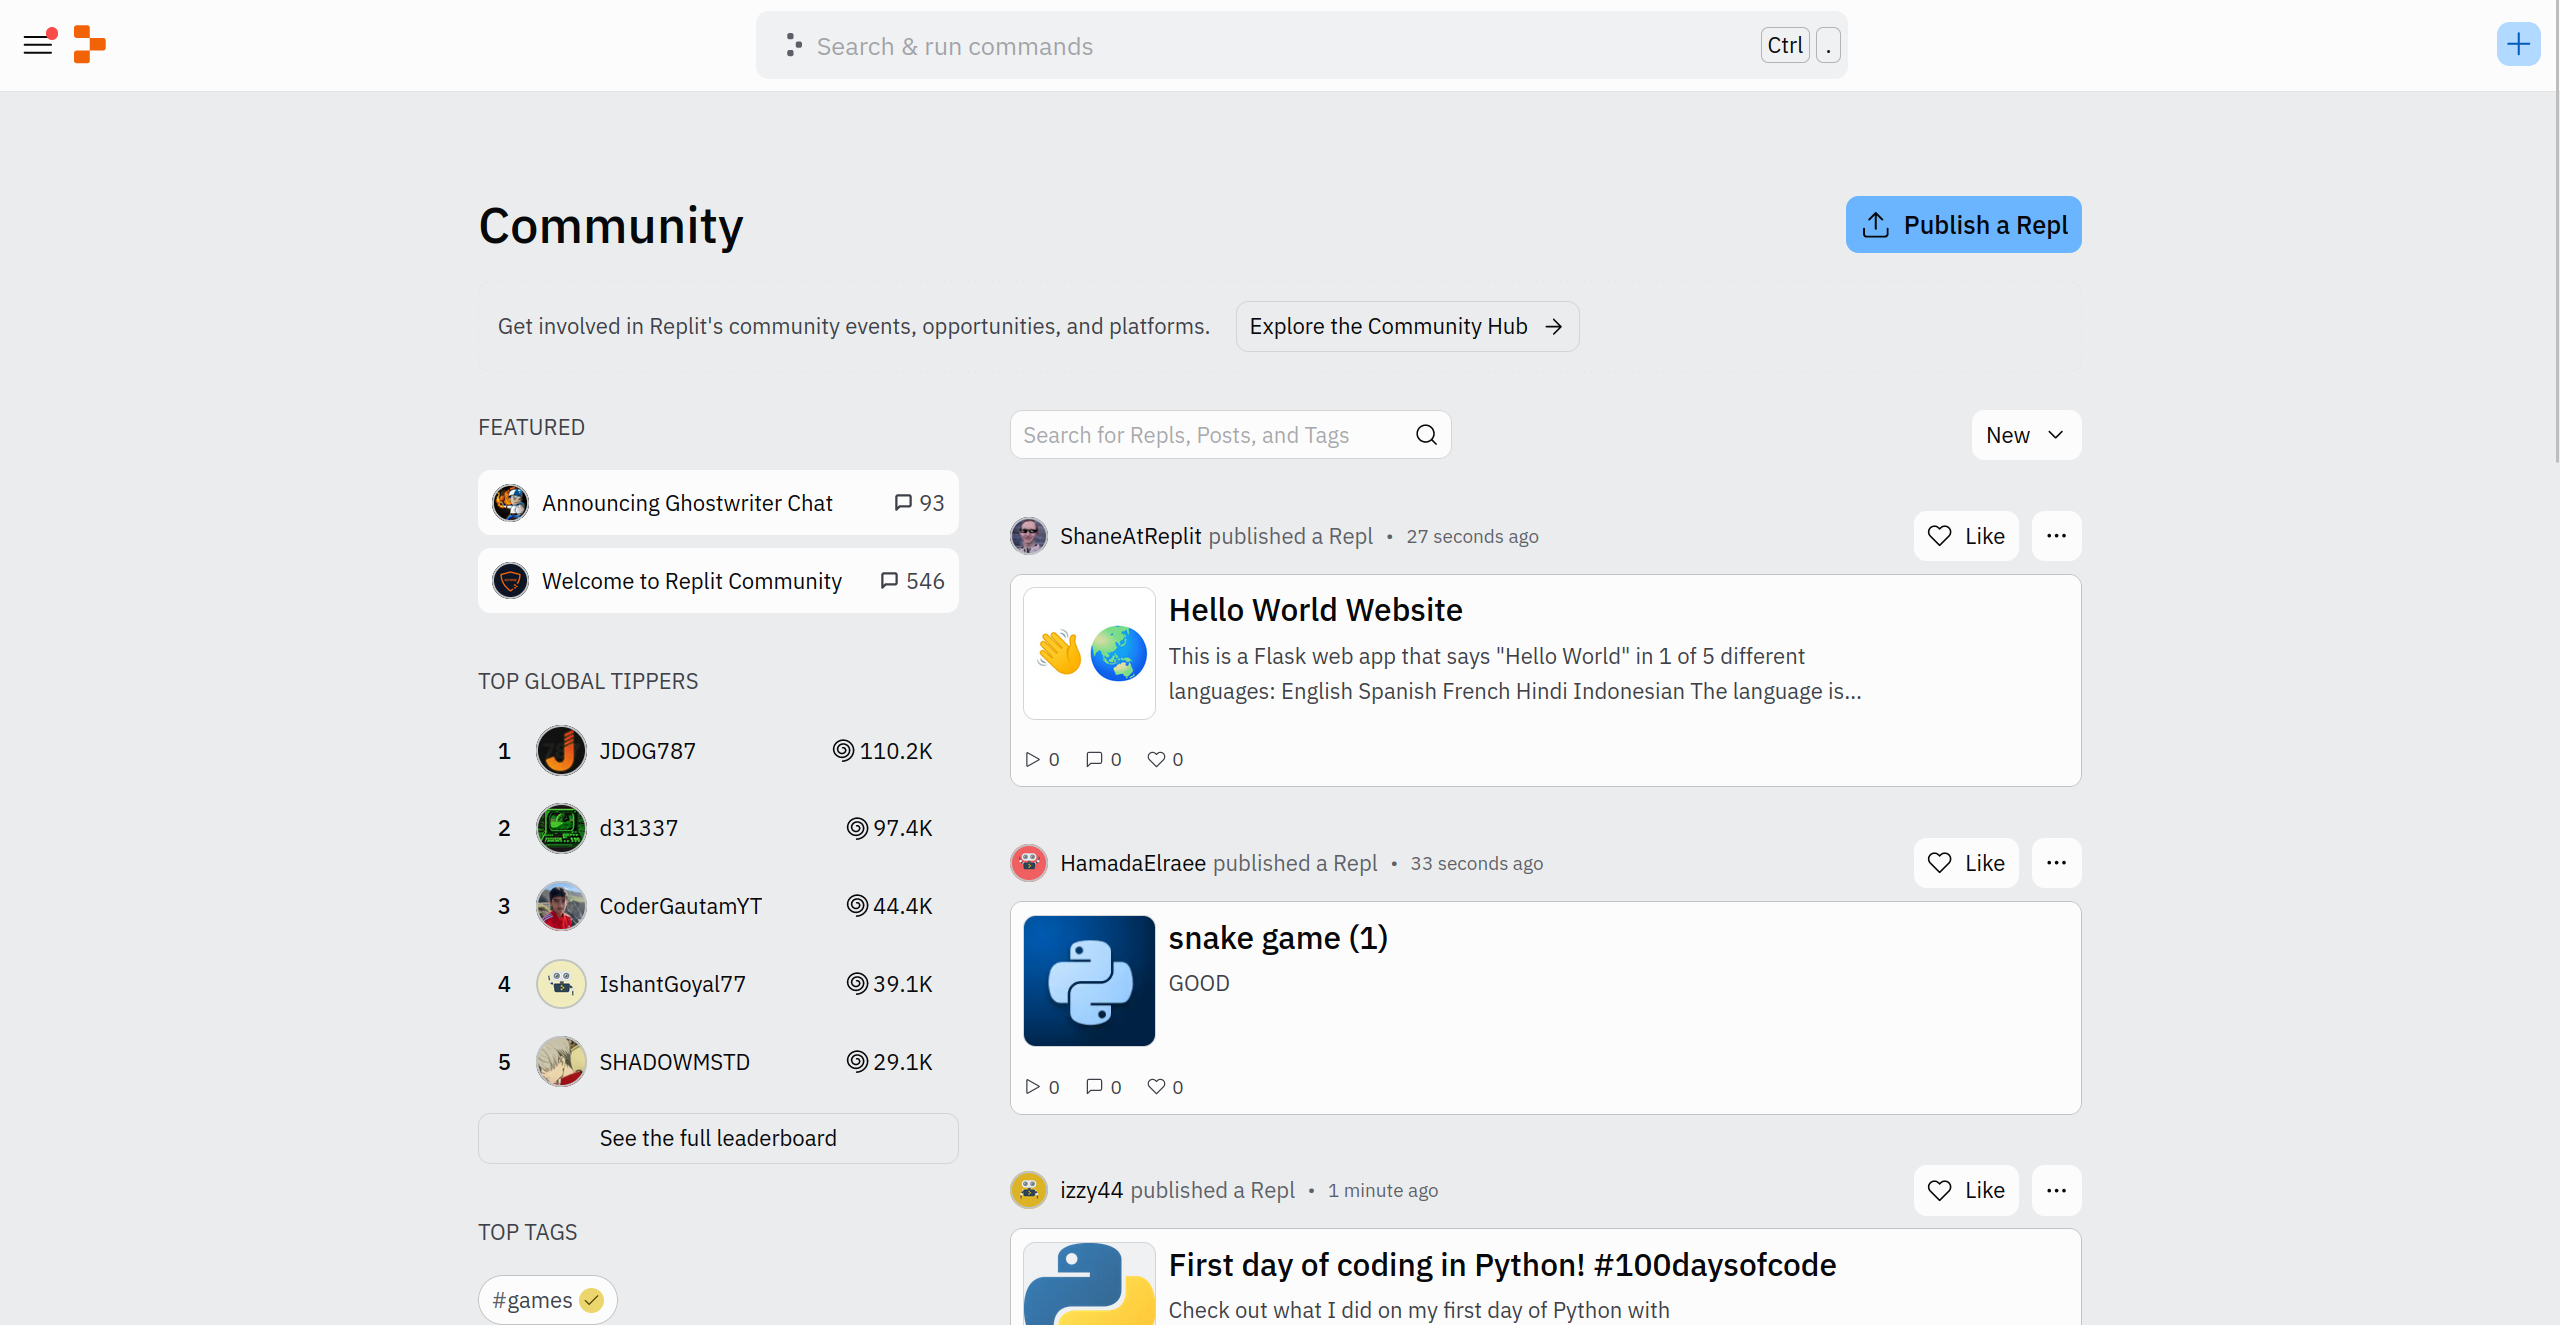 Search & run commands
Ctrl .
Community
Publish a Repl
Get involved in Replit's community events, opportunities, and platforms.
Explore the Community Hub
FEATURED
Announcing Ghostwriter Chat 93
Welcome to Replit Community 546
TOP GLOBAL TIPPERS
1 JDOG787 110.2K
2 d31337 97.4K
3 CoderGautamYT 44.4K
4 IshantGoyal77 39.1K
5 SHADOWMSTD 29.1K
See the full leaderboard
TOP TAGS
#games
Search for Repls, Posts, and Tags
New
ShaneAtReplit published a Repl • 27 seconds ago
Like
Hello World Website
This is a Flask web app that says "Hello World" in 1 of 5 different
languages: English Spanish French Hindi Indonesian The language is...
0 0 0
HamadaElraee published a Repl • 33 seconds ago
Like
snake game (1)
GOOD
0 0 0
izzy44 published a Repl • 1 minute ago
Like
First day of coding in Python! #100daysofcode
Check out what I did on my first day of Python with